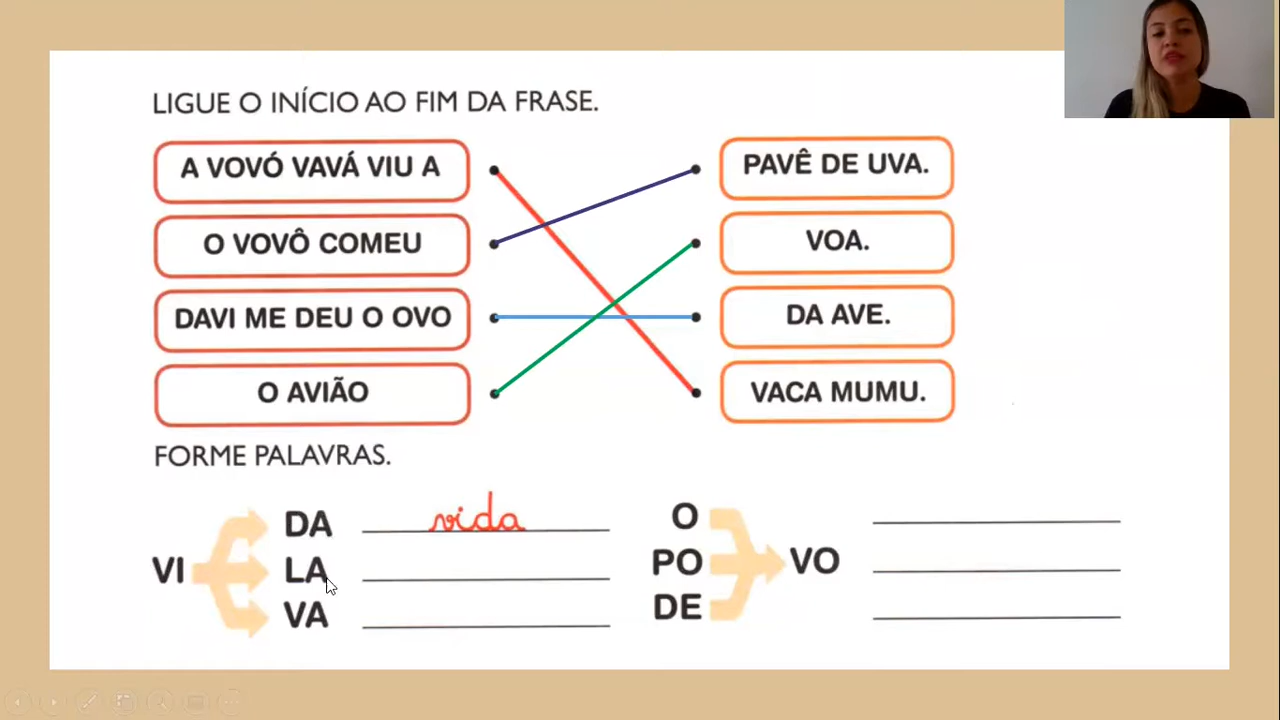 LIGUE O INÍCIO AO FIM DA FRASE.
A VOVÓ VAVÁ VIU A
PAVÊ DE UVA.
O VOVÔ COMEU
VOA.
DAVI ME DEU O OVO
DA AVE.
O AVIÃO
VACA MUMU.
FORME PALAVRAS.
VI
DA
vida
LA
VA
O
PO
DE
VO